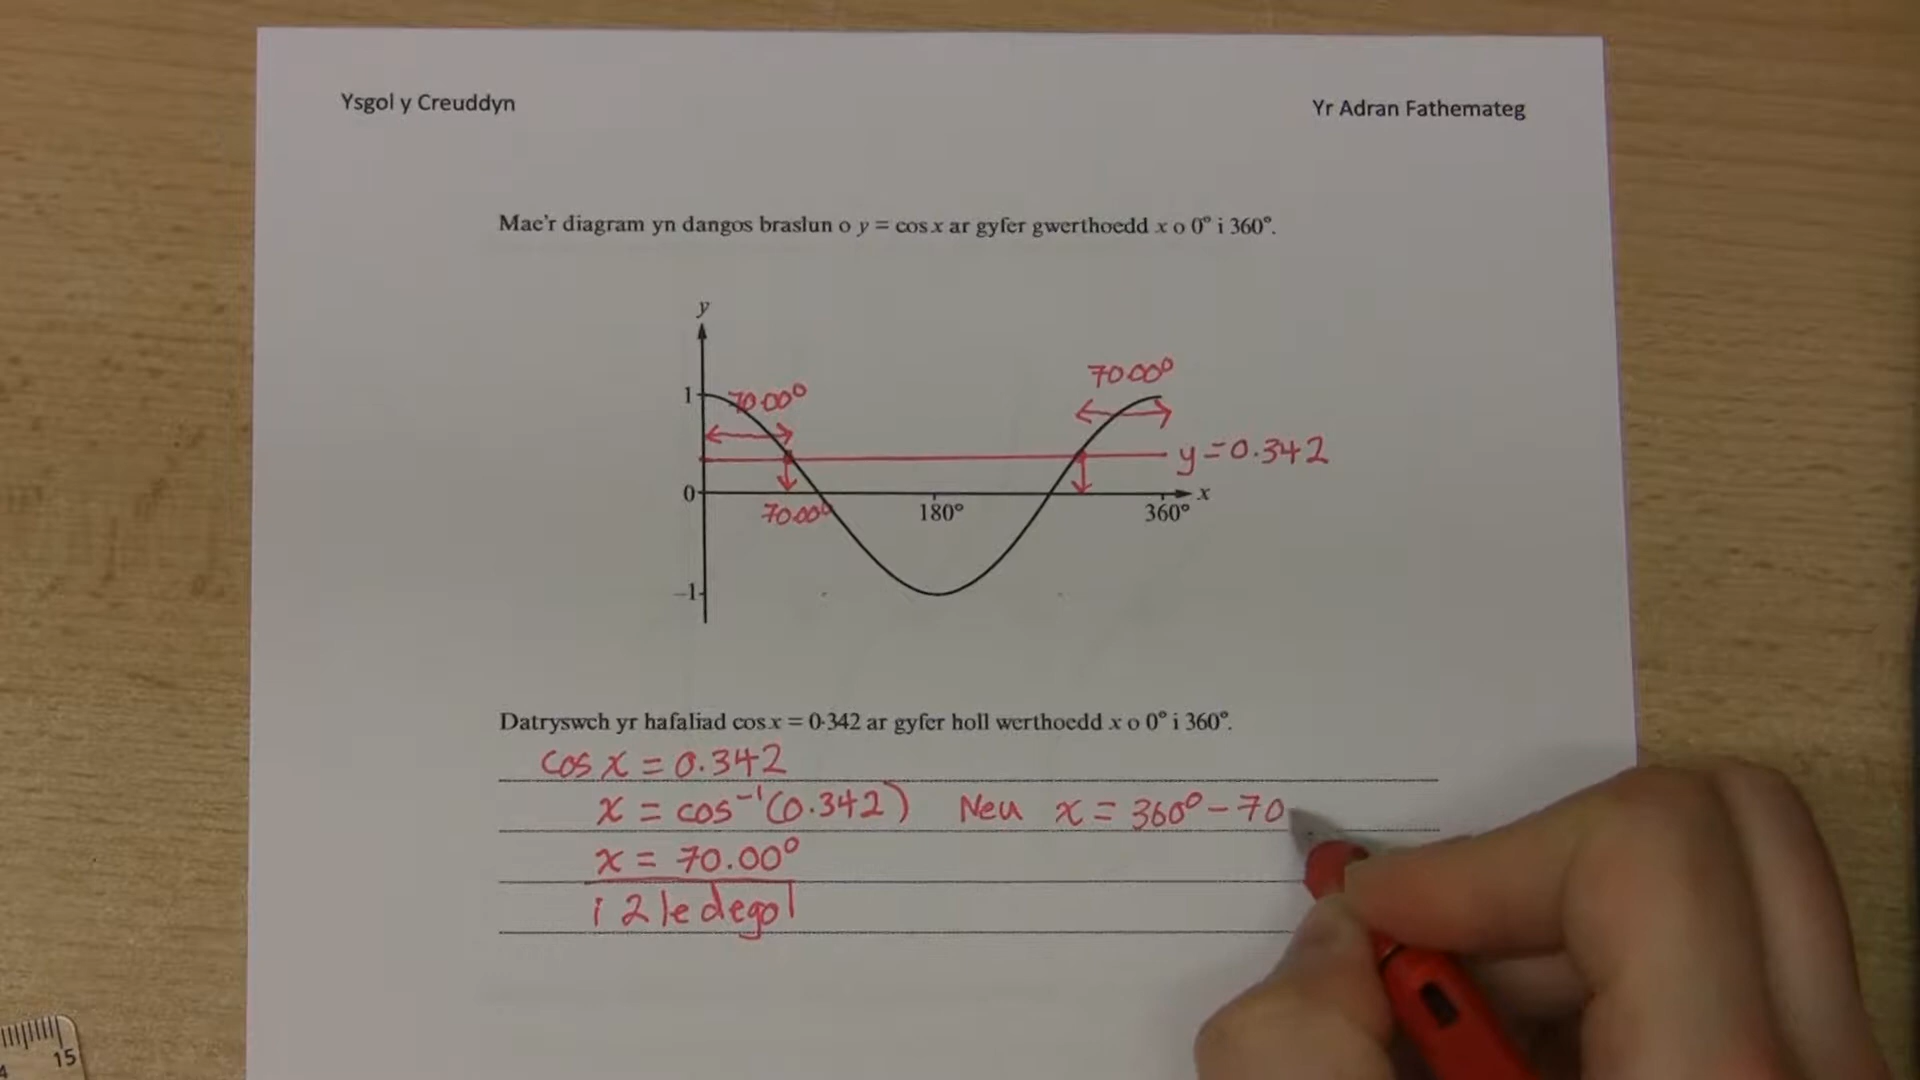 Ysgol y Creuddyn
Yr Adran Fathemateg
Mae'r diagram yn dangos braslun o y = cos x ar gyfer gwerthoedd x o 0° i 360°.
y
70.00°
1
70.00°
y = 0.342
0
x
70.00°
180°
360°
–1
Datryswch yr hafaliad cos x = 0·342 ar gyfer holl werthoedd x o 0° i 360°.
cos x = 0.342
x = cos⁻¹(0.342) Neu x = 360° – 70.
x = 70.00°
i 2 le degol
15
4